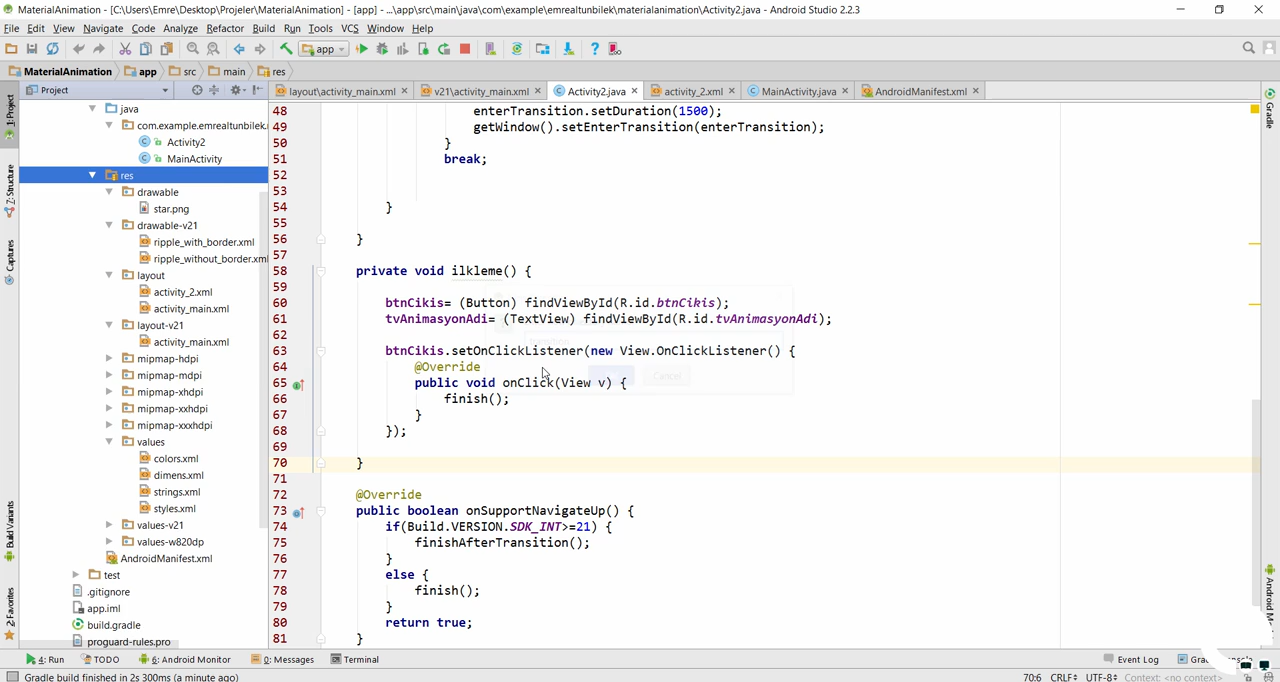 MaterialAnimation - [C:\Users\Emre\Desktop\Projeler\MaterialAnimation] - [app] - ...\app\src\main\java\com\example\emrealtunbilek\materialanimation\Activity2.java - Android Studio 2.2.3
File Edit View Navigate Code Analyze Refactor Build Run Tools VCS Window Help
app
MaterialAnimation app src main res
Project
layout\activity_main.xml v21\activity_main.xml Activity2.java activity_2.xml MainActivity.java AndroidManifest.xml
1: Project
Z: Structure
Captures
Build Variants
2: Favorites
java
com.example.emrealtunbilek.
Activity2
MainActivity
res
drawable
star.png
drawable-v21
ripple_with_border.xml
ripple_without_border.xml
layout
activity_2.xml
activity_main.xml
layout-v21
activity_main.xml
mipmap-hdpi
mipmap-mdpi
mipmap-xhdpi
mipmap-xxhdpi
mipmap-xxxhdpi
values
colors.xml
dimens.xml
strings.xml
styles.xml
values-v21
values-w820dp
AndroidManifest.xml
test
.gitignore
app.iml
build.gradle
proguard-rules.pro
48 enterTransition.setDuration(1500);
49 getWindow().setEnterTransition(enterTransition);
50 }
51 break;
52
53
54 }
55
56 }
57
58 private void ilkleme() {
59
60 btnCikis= (Button) findViewById(R.id.btnCikis);
61 tvAnimasyonAdi= (TextView) findViewById(R.id.tvAnimasyonAdi);
62
63 btnCikis.setOnClickListener(new View.OnClickListener() {
64 @Override
65 public void onClick(View v) {
66 finish();
67 }
68 });
69
70 }
71
72 @Override
73 public boolean onSupportNavigateUp() {
74 if(Build.VERSION.SDK_INT>=21) {
75 finishAfterTransition();
76 }
77 else {
78 finish();
79 }
80 return true;
81 }
Cancel
Gradle
4: Run TODO 6: Android Monitor 0: Messages Terminal Event Log
Gradle build finished in 2s 300ms (a minute ago) 70:6 CRLF UTF-8 Context: <no context>